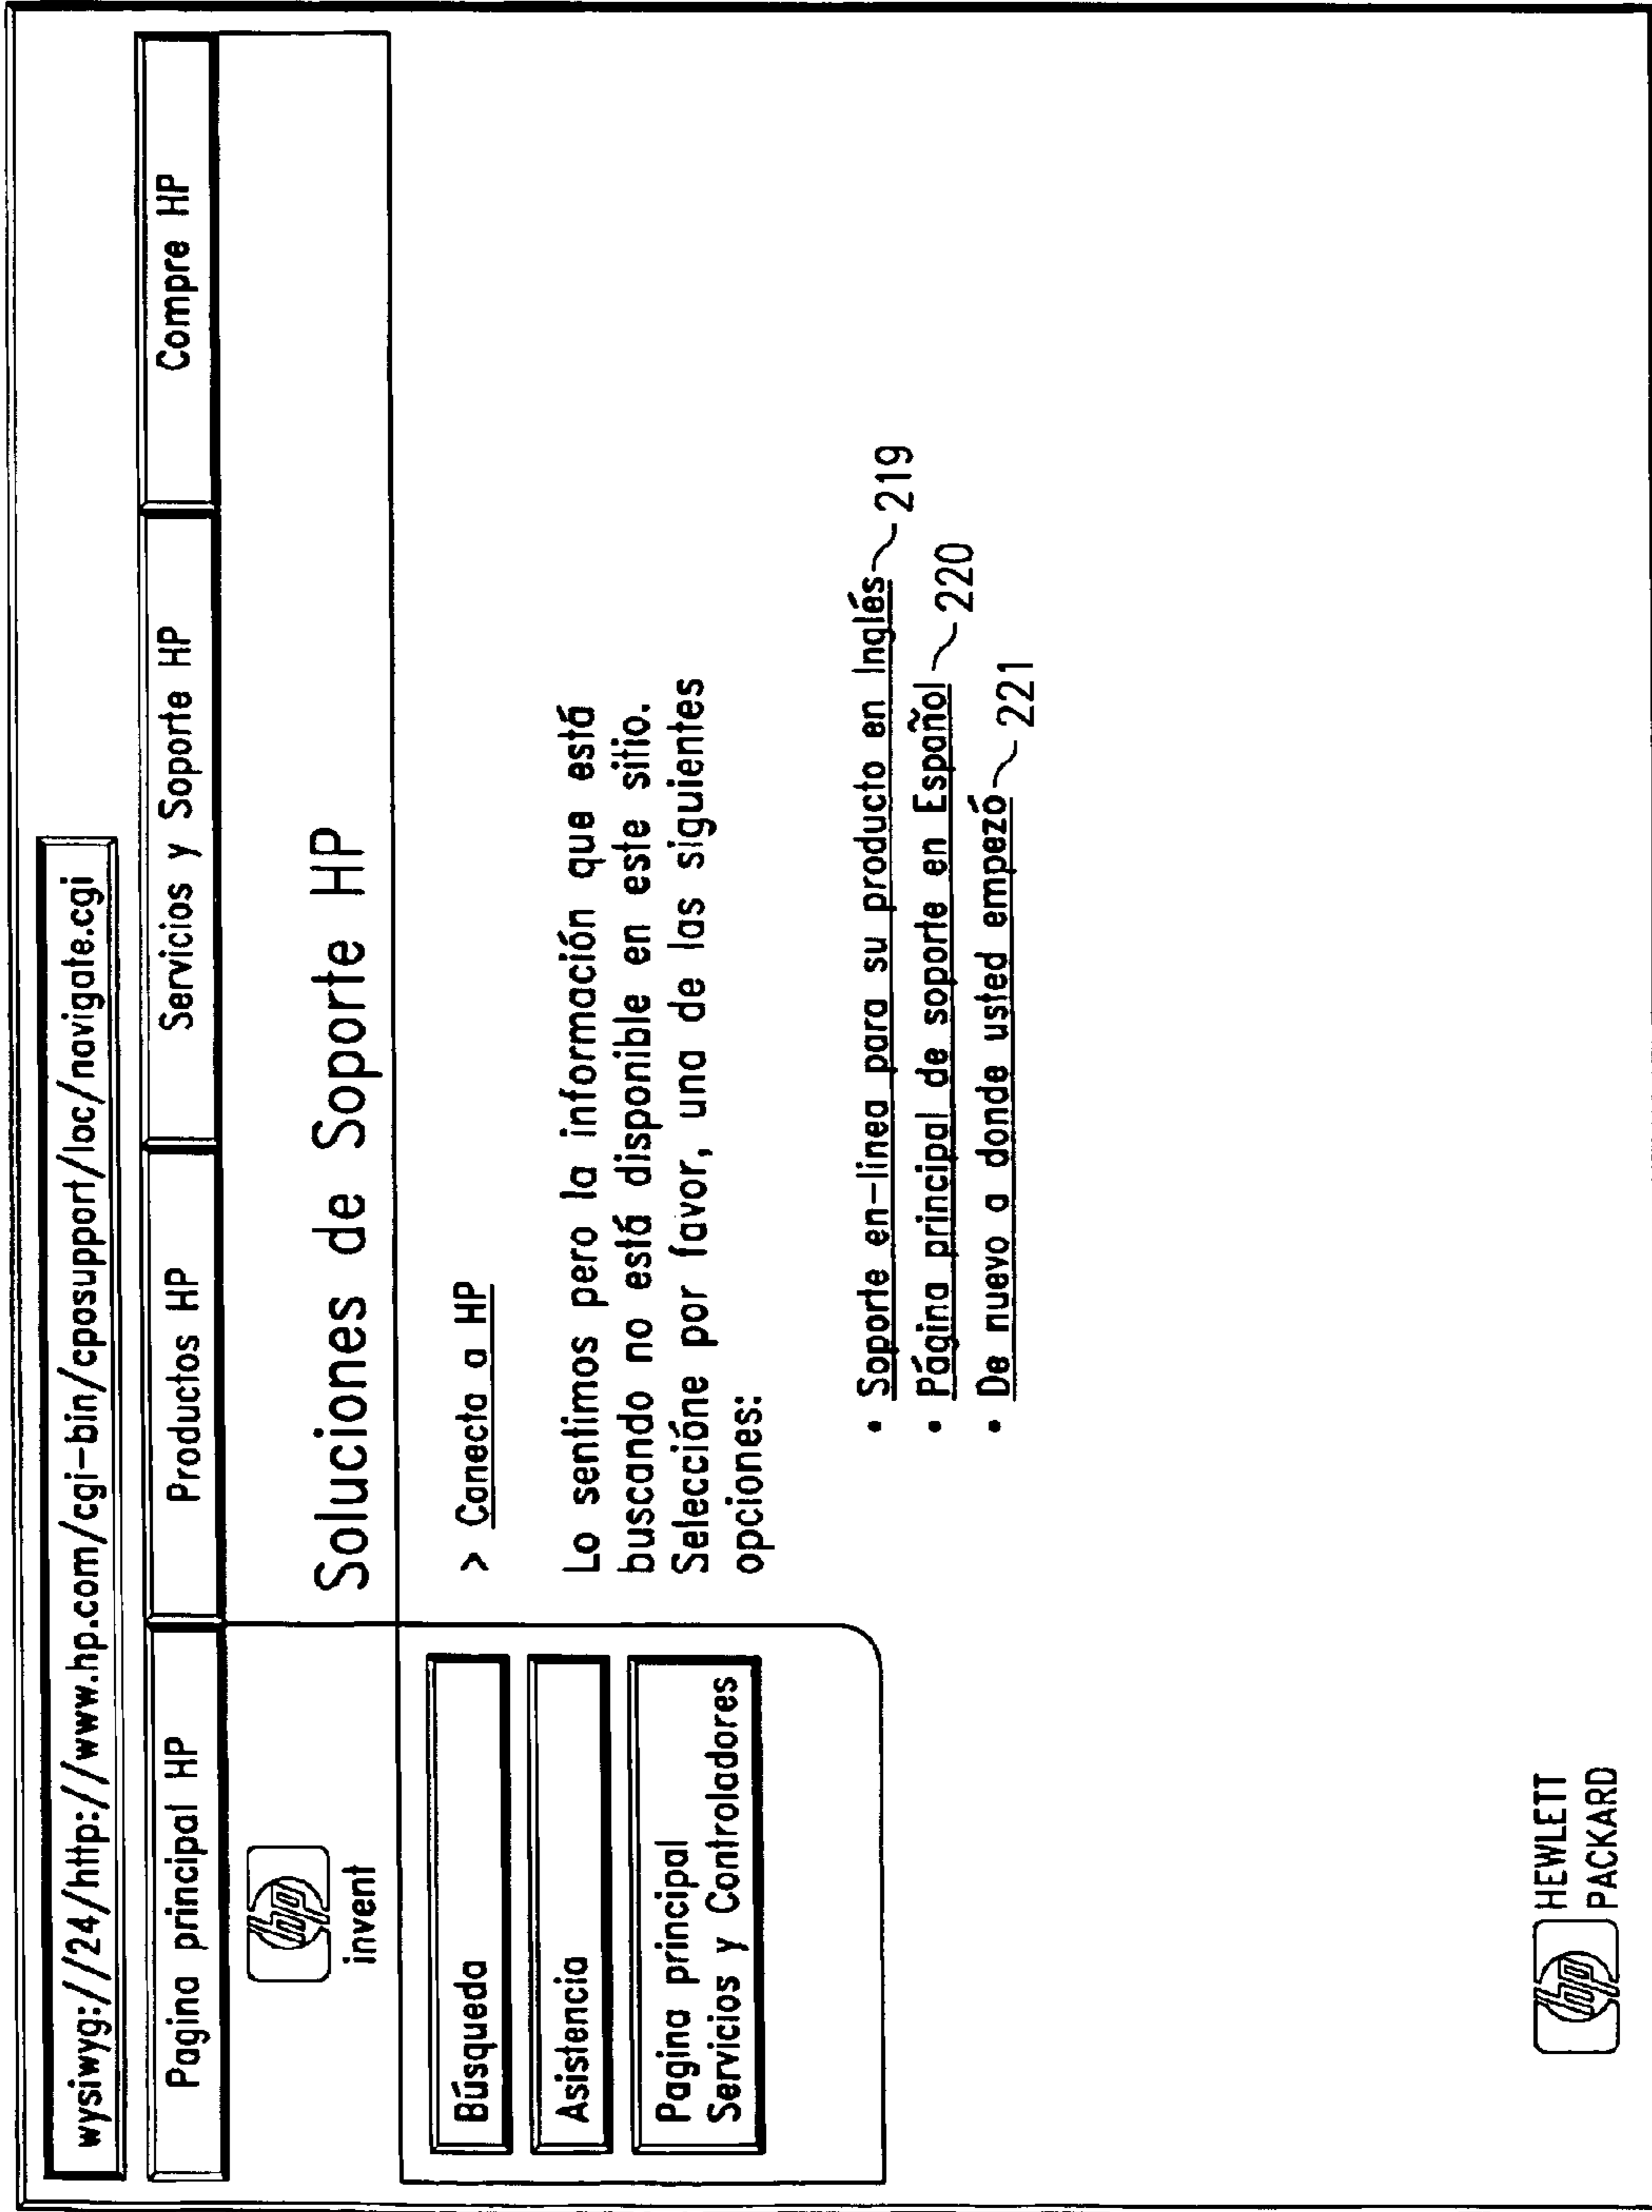 wysiwyg://24/http://www.hp.com/cgi-bin/cposupport/loc/navigate.cgi
Pagina principal HP
Productos HP
Servicios y Soporte HP
Compre HP
hp
invent
Soluciones de Soporte HP
Búsqueda
Asistencia
Pagina principal
Servicios y Controladores
> Canecta a HP
Lo sentimos pero la información que está
buscando no está disponible en este sitio.
Seleccióne por favor, una de las siguientes
opciones:
• Soporte en-linea para su producto en Inglés 219
• Página principal de soporte en Español 220
• De nuevo a donde usted empezó 221
hp HEWLETT
PACKARD